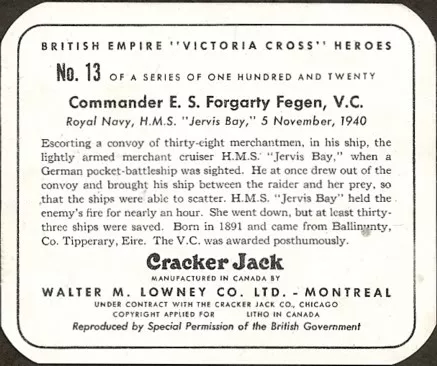 BRITISH EMPIRE "VICTORIA CROSS" HEROES
No. 13 OF A SERIES OF ONE HUNDRED AND TWENTY
Commander E. S. Forgarty Fegen, V.C.
Royal Navy, H.M.S. "Jervis Bay," 5 November, 1940
Escorting a convoy of thirty-eight merchantmen, in his ship, the
lightly armed merchant cruiser H.M.S. "Jervis Bay," when a
German pocket-battleship was sighted. He at once drew out of the
convoy and brought his ship between the raider and her prey, so
that the ships were able to scatter. H.M.S. "Jervis Bay" held the
enemy's fire for nearly an hour. She went down, but at least thirty-
three ships were saved. Born in 1891 and came from Ballinunty,
Co. Tipperary, Eire. The V.C. was awarded posthumously.
Cracker Jack
MANUFACTURED IN CANADA BY
WALTER M. LOWNEY CO. LTD. - MONTREAL
UNDER CONTRACT WITH THE CRACKER JACK CO., CHICAGO
COPYRIGHT APPLIED FOR LITHO IN CANADA
Reproduced by Special Permission of the British Government